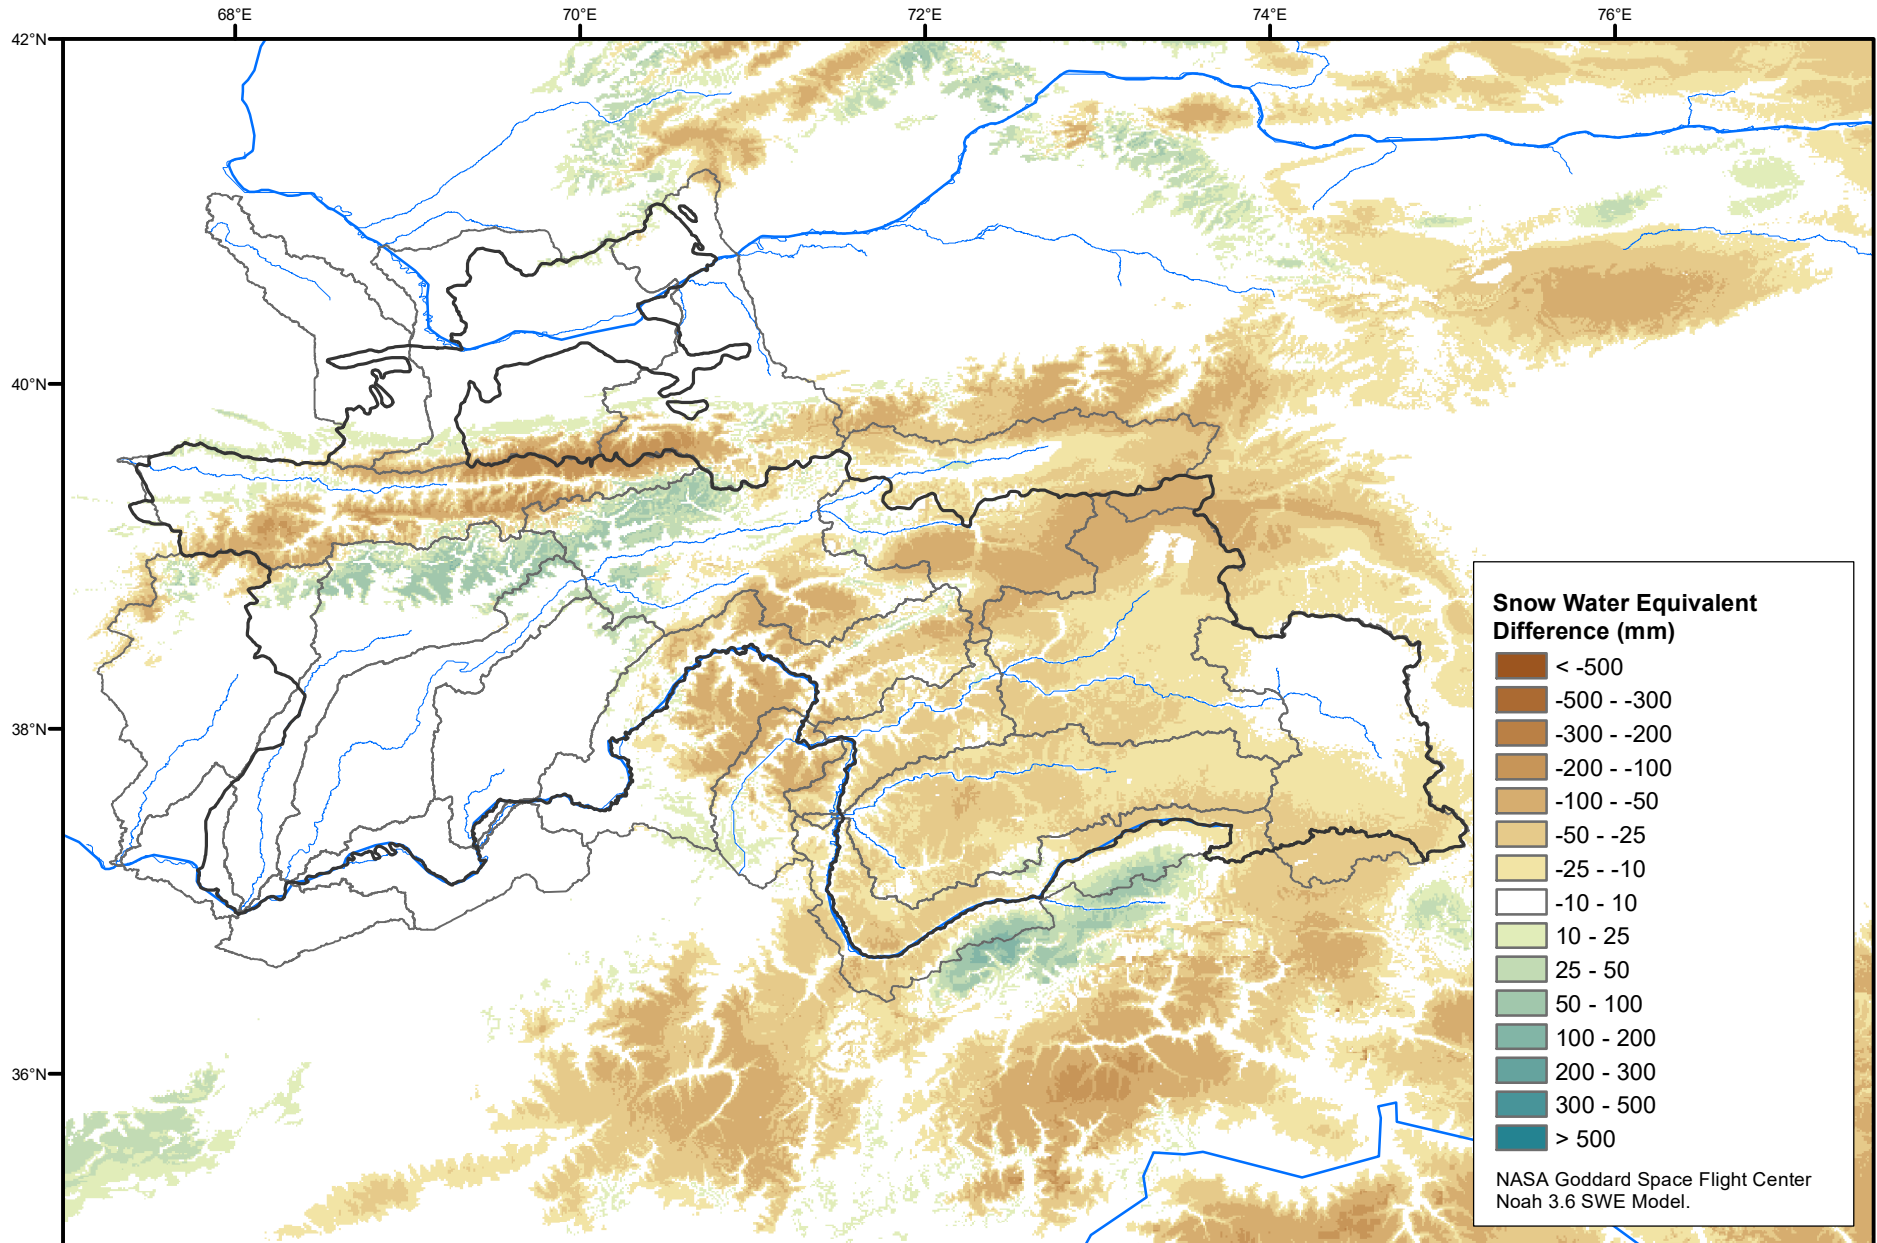 68°E 70°E 72°E 74°E 76°E
42°N
40°N
38°N
36°N
Snow Water Equivalent
Difference (mm)
< -500
-500 - -300
-300 - -200
-200 - -100
-100 - -50
-50 - -25
-25 - -10
-10 - 10
10 - 25
25 - 50
50 - 100
100 - 200
200 - 300
300 - 500
> 500
NASA Goddard Space Flight Center
Noah 3.6 SWE Model.